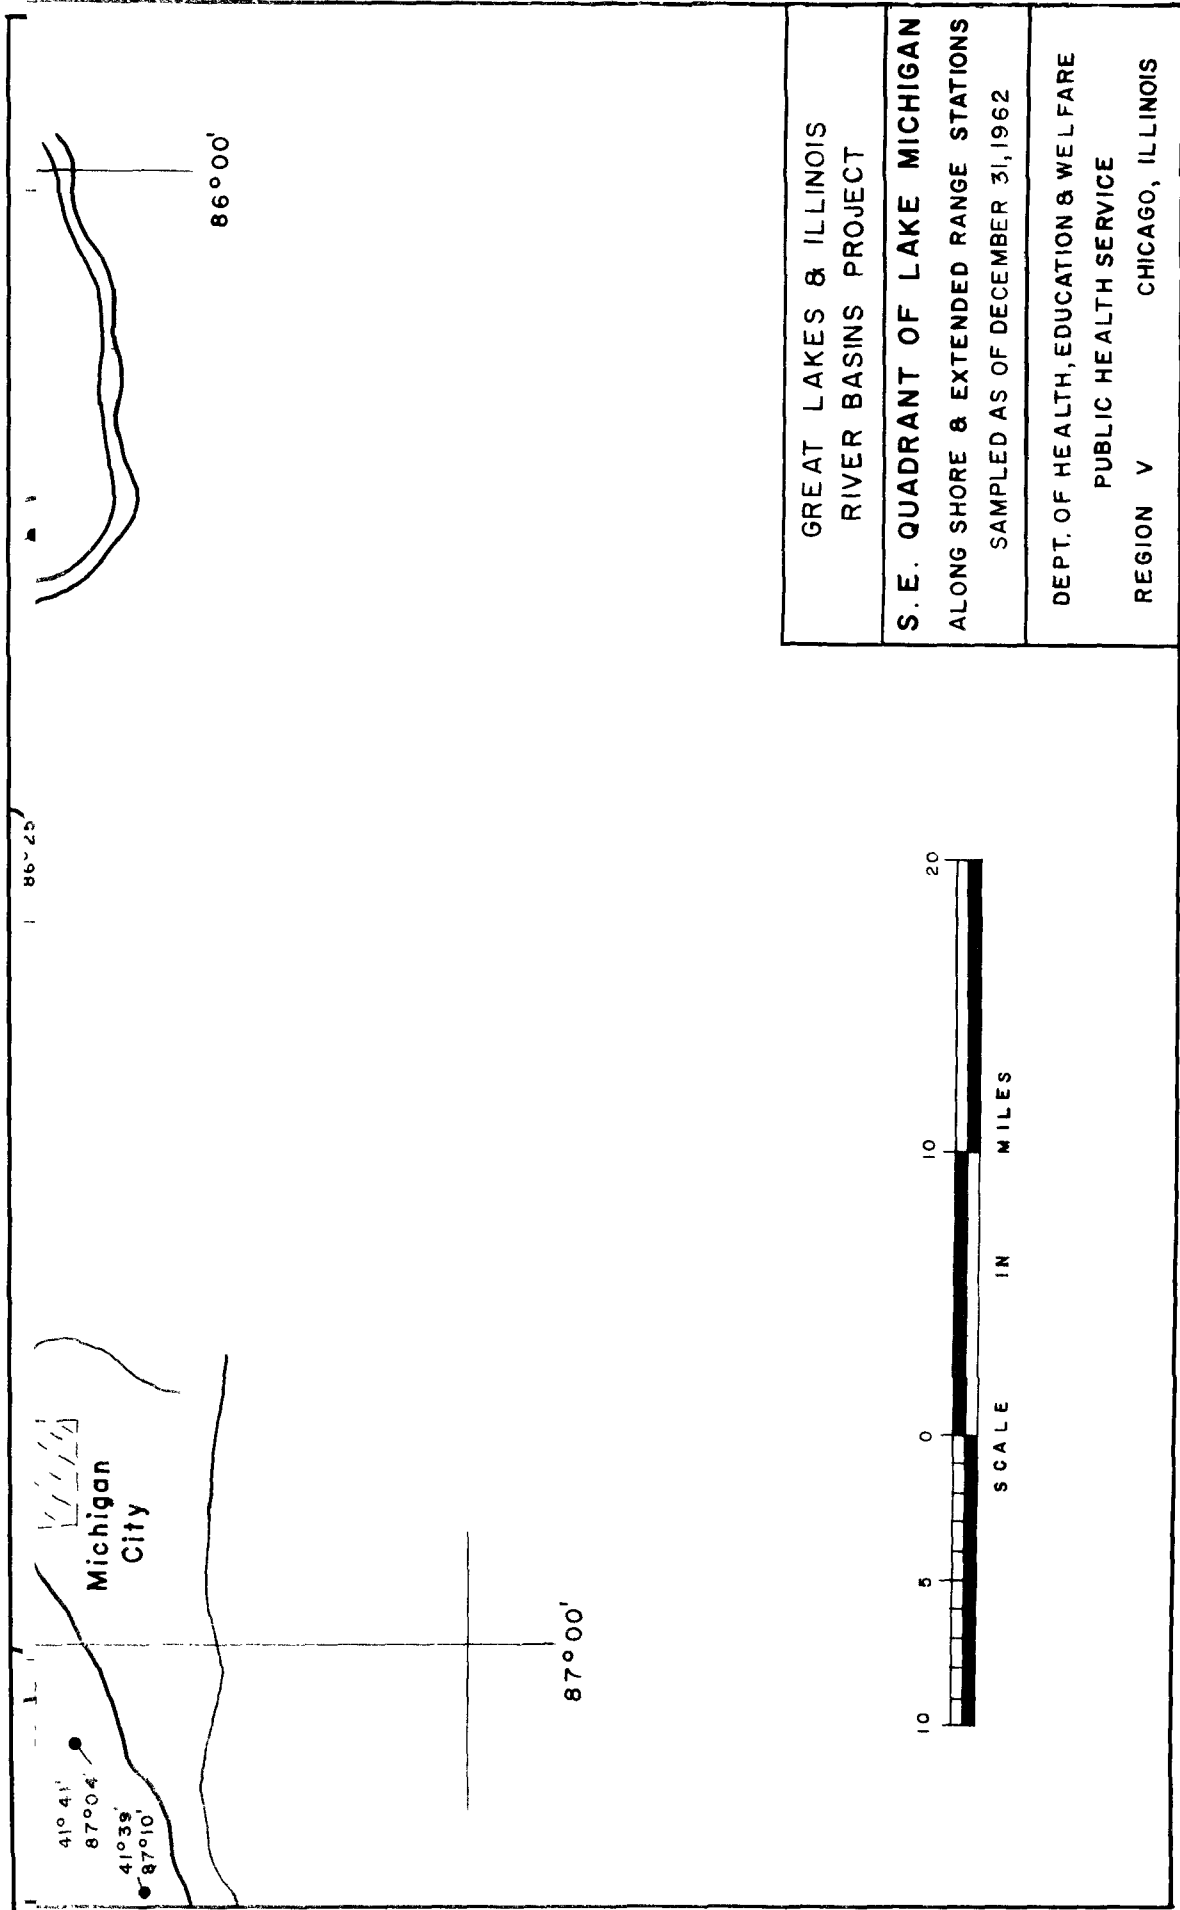 86°25
86°00'
41°41'
87°04'
41°39'
87°10'
Michigan
City
87°00'
10
5
0
10
20
SCALE IN MILES
GREAT LAKES & ILLINOIS
RIVER BASINS PROJECT
S.E. QUADRANT OF LAKE MICHIGAN
ALONG SHORE & EXTENDED RANGE STATIONS
SAMPLED AS OF DECEMBER 31, 1962
DEPT. OF HEALTH, EDUCATION & WELFARE
PUBLIC HEALTH SERVICE
REGION V CHICAGO, ILLINOIS